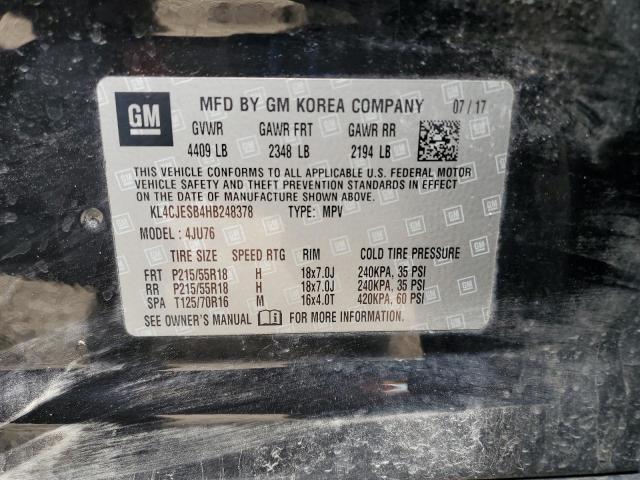 GM MFD BY GM KOREA COMPANY 07/17
GVWR GAWR FRT GAWR RR
4409 LB 2348 LB 2194 LB
THIS VEHICLE CONFORMS TO ALL APPLICABLE U.S. FEDERAL MOTOR
VEHICLE SAFETY AND THEFT PREVENTION STANDARDS IN EFFECT
ON THE DATE OF MANUFACTURE SHOWN ABOVE.
KL4CJESB4HB248378 TYPE: MPV
MODEL: 4JU76
TIRE SIZE SPEED RTG RIM COLD TIRE PRESSURE
FRT P215/55R18 H 18x7.0J 240KPA, 35 PSI
RR P215/55R18 H 18x7.0J 240KPA, 35 PSI
SPA T125/70R16 M 16x4.0T 420KPA, 60 PSI
SEE OWNER'S MANUAL FOR MORE INFORMATION.